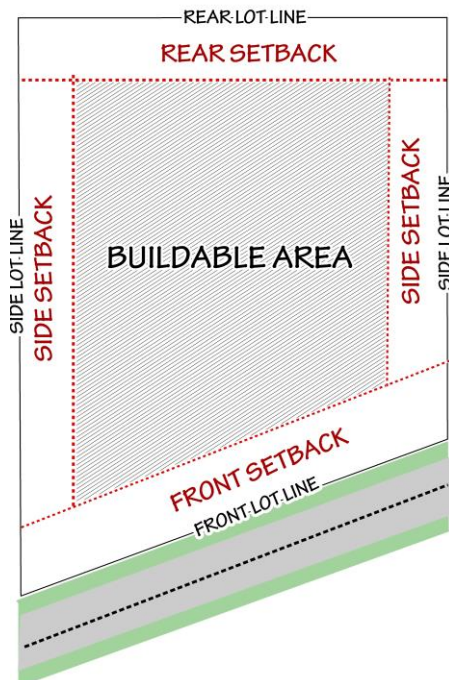 REAR LOT LINE
REAR SETBACK
SIDE LOT LINE
SIDE SETBACK
BUILDABLE AREA
SIDE SETBACK
SIDE LOT LINE
FRONT SETBACK
FRONT LOT LINE